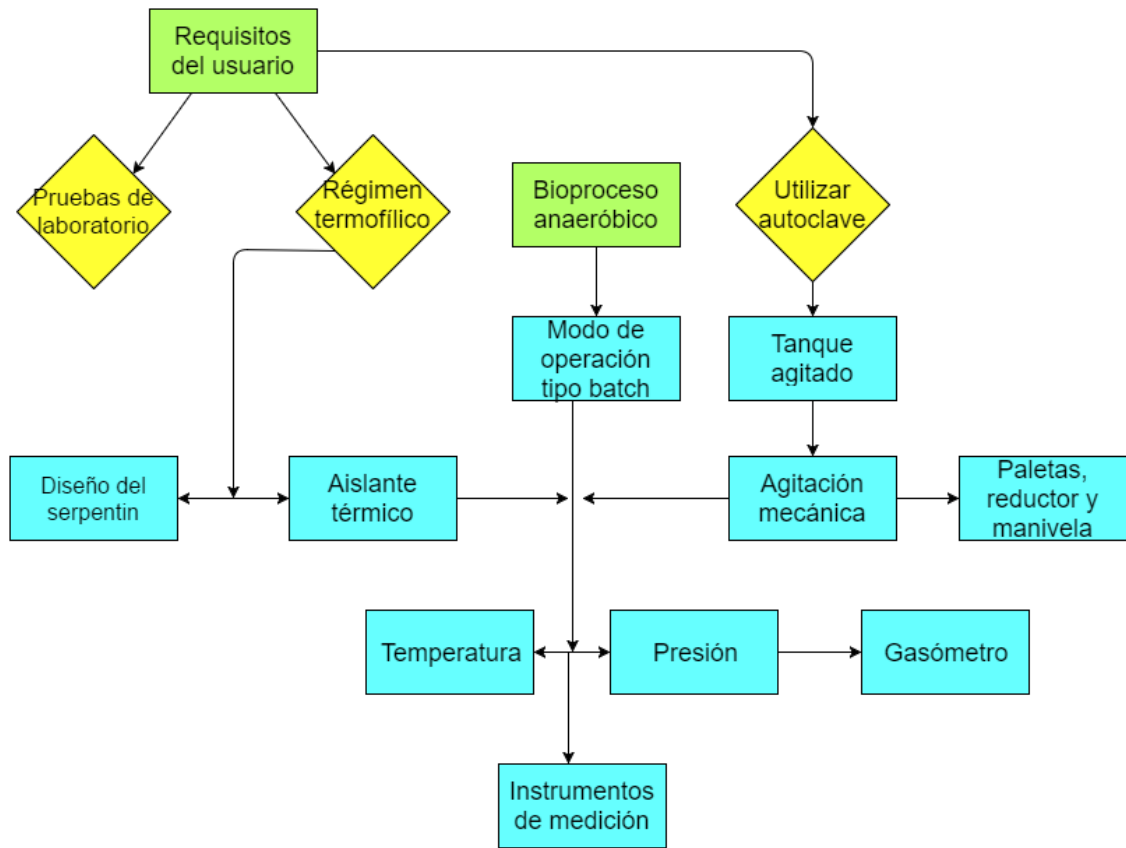 Requisitos
del usuario
Pruebas de
laboratorio
Régimen
termofílico
Bioproceso
anaeróbico
Utilizar
autoclave
Modo de
operación
tipo batch
Tanque
agitado
Diseño del
serpentin
Aislante
térmico
Agitación
mecánica
Paletas,
reductor y
manivela
Temperatura
Presión
Gasómetro
Instrumentos
de medición